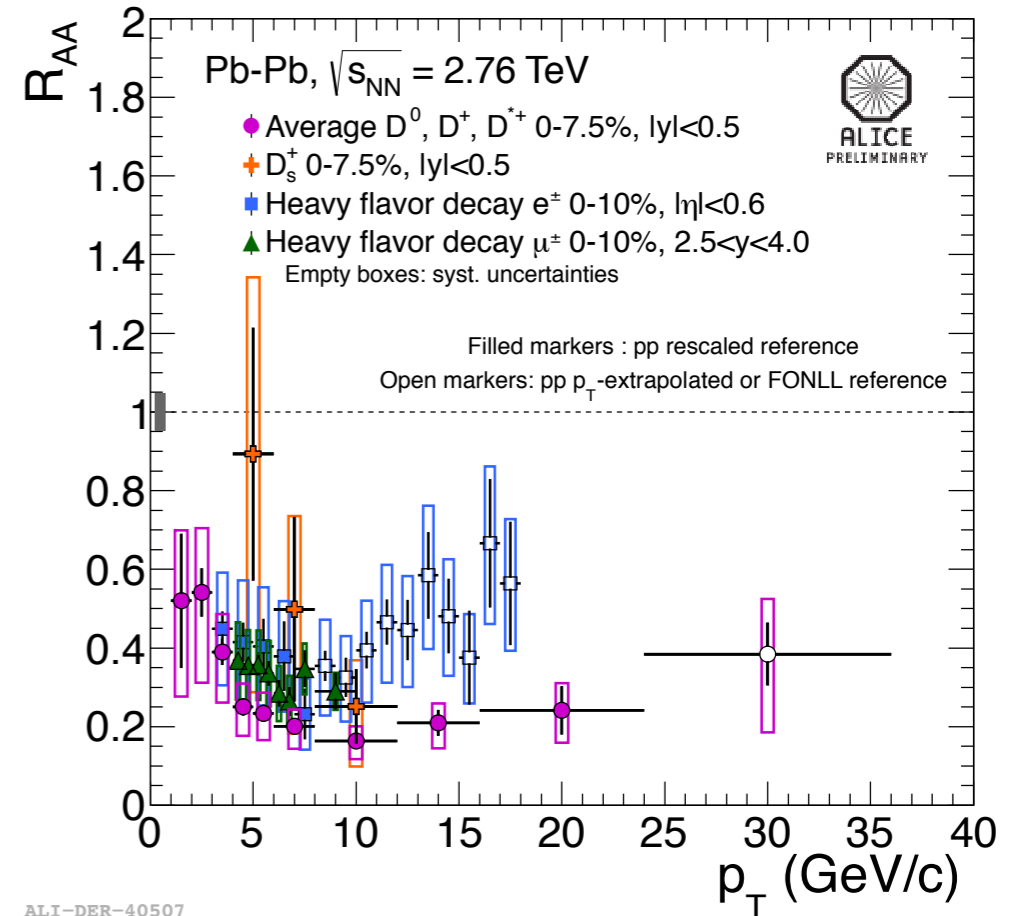 R_AA
2
1.8
1.6
1.4
1.2
1
0.8
0.6
0.4
0.2
0
Pb-Pb, √s_NN = 2.76 TeV
Average D⁰, D⁺, D*⁺ 0-7.5%, |y|<0.5
D_s⁺ 0-7.5%, |y|<0.5
Heavy flavor decay e± 0-10%, |η|<0.6
Heavy flavor decay μ± 0-10%, 2.5<y<4.0
Empty boxes: syst. uncertainties
ALICE
PRELIMINARY
Filled markers : pp rescaled reference
Open markers: pp p_T-extrapolated or FONLL reference
0 5 10 15 20 25 30 35 40
p_T (GeV/c)
ALI-DER-40507